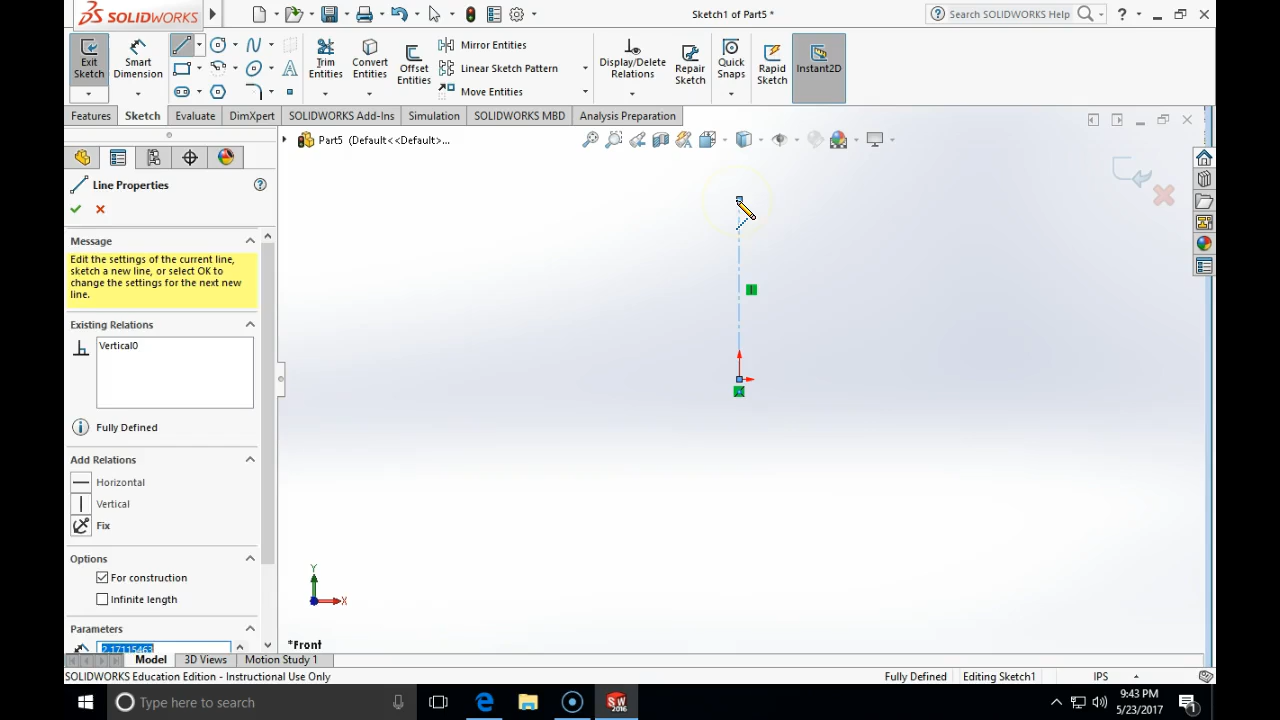 SOLIDWORKS
Sketch1 of Part5 *
Search SOLIDWORKS Help
?
Exit Sketch
Smart Dimension
Trim Entities
Convert Entities
Offset Entities
Mirror Entities
Linear Sketch Pattern
Move Entities
Display/Delete Relations
Repair Sketch
Quick Snaps
Rapid Sketch
Instant2D
Features
Sketch
Evaluate
DimXpert
SOLIDWORKS Add-Ins
Simulation
SOLIDWORKS MBD
Analysis Preparation
Part5 (Default<<Default>...
Line Properties
?
Message
Edit the settings of the current line,
sketch a new line, or select OK to
change the settings for the next new
line.
Existing Relations
Vertical0
Fully Defined
Add Relations
Horizontal
Vertical
Fix
Options
For construction
Infinite length
Parameters
2.17115463
Y
X
*Front
Model
3D Views
Motion Study 1
SOLIDWORKS Education Edition - Instructional Use Only
Fully Defined
Editing Sketch1
IPS
Type here to search
SW
2016
9:43 PM
5/23/2017
1